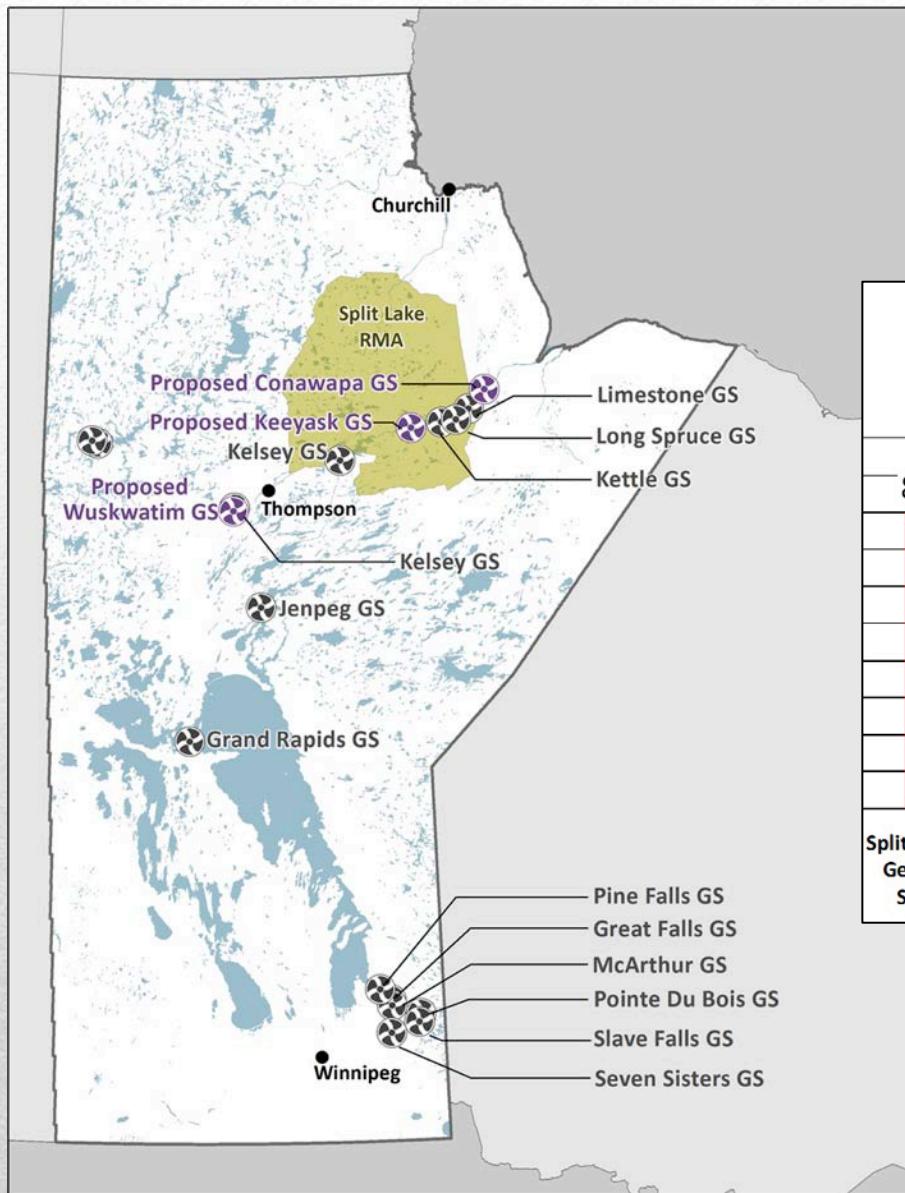 Churchill
Split Lake
RMA
Proposed Conawapa GS
Limestone GS
Proposed Keeyask GS
Long Spruce GS
Kelsey GS
Kettle GS
Proposed
Wuskwatim GS
Thompson
Kelsey GS
Jenpeg GS
Grand Rapids GS
Split
Ge
S
Pine Falls GS
Great Falls GS
McArthur GS
Pointe Du Bois GS
Slave Falls GS
Winnipeg
Seven Sisters GS